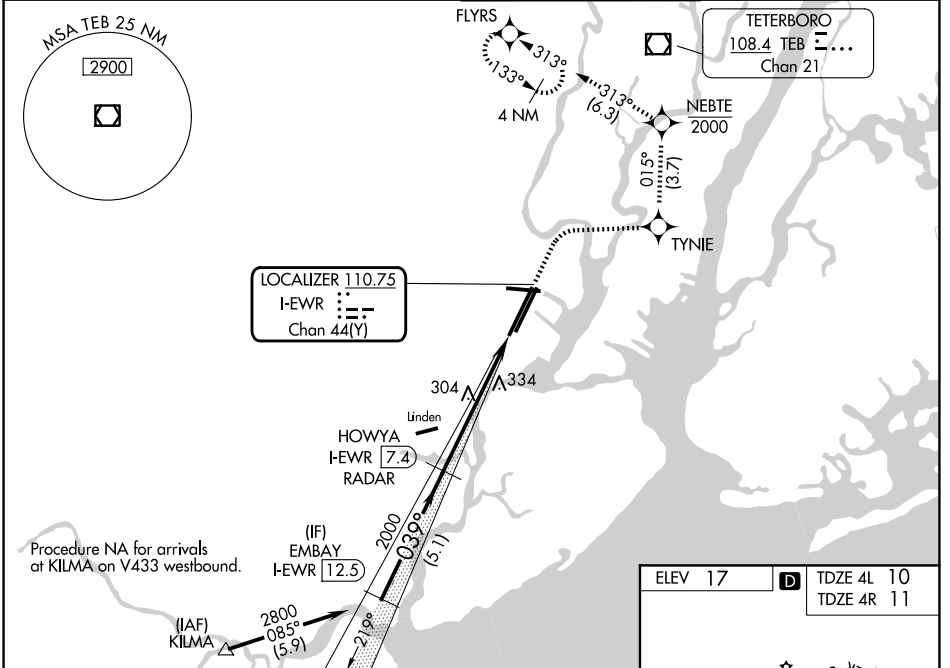 MSA TEB 25 NM
2900
FLYRS
313°
133°
4 NM
313°
(6.3)
TETERBORO
108.4 TEB
Chan 21
NEBTE
2000
015°
(3.7)
TYNIE
LOCALIZER 110.75
I-EWR
Chan 44(Y)
304
334
Linden
HOWYA
I-EWR 7.4
RADAR
2000
039°
(5.1)
(IF)
EMBAY
I-EWR 12.5
Procedure NA for arrivals
at KILMA on V433 westbound.
(IAF)
KILMA
2800
085°
(5.9)
219°
ELEV 17
D
TDZE 4L 10
TDZE 4R 11